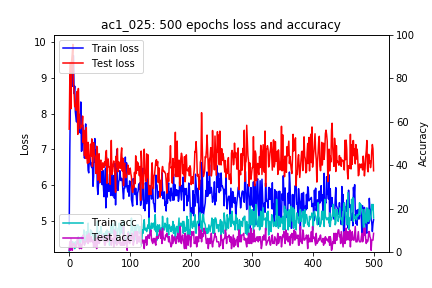 ac1_025: 500 epochs loss and accuracy
10
9
8
7
6
5
Loss
Train loss
Test loss
Train acc
Test acc
100
80
60
40
20
0
Accuracy
0
100
200
300
400
500